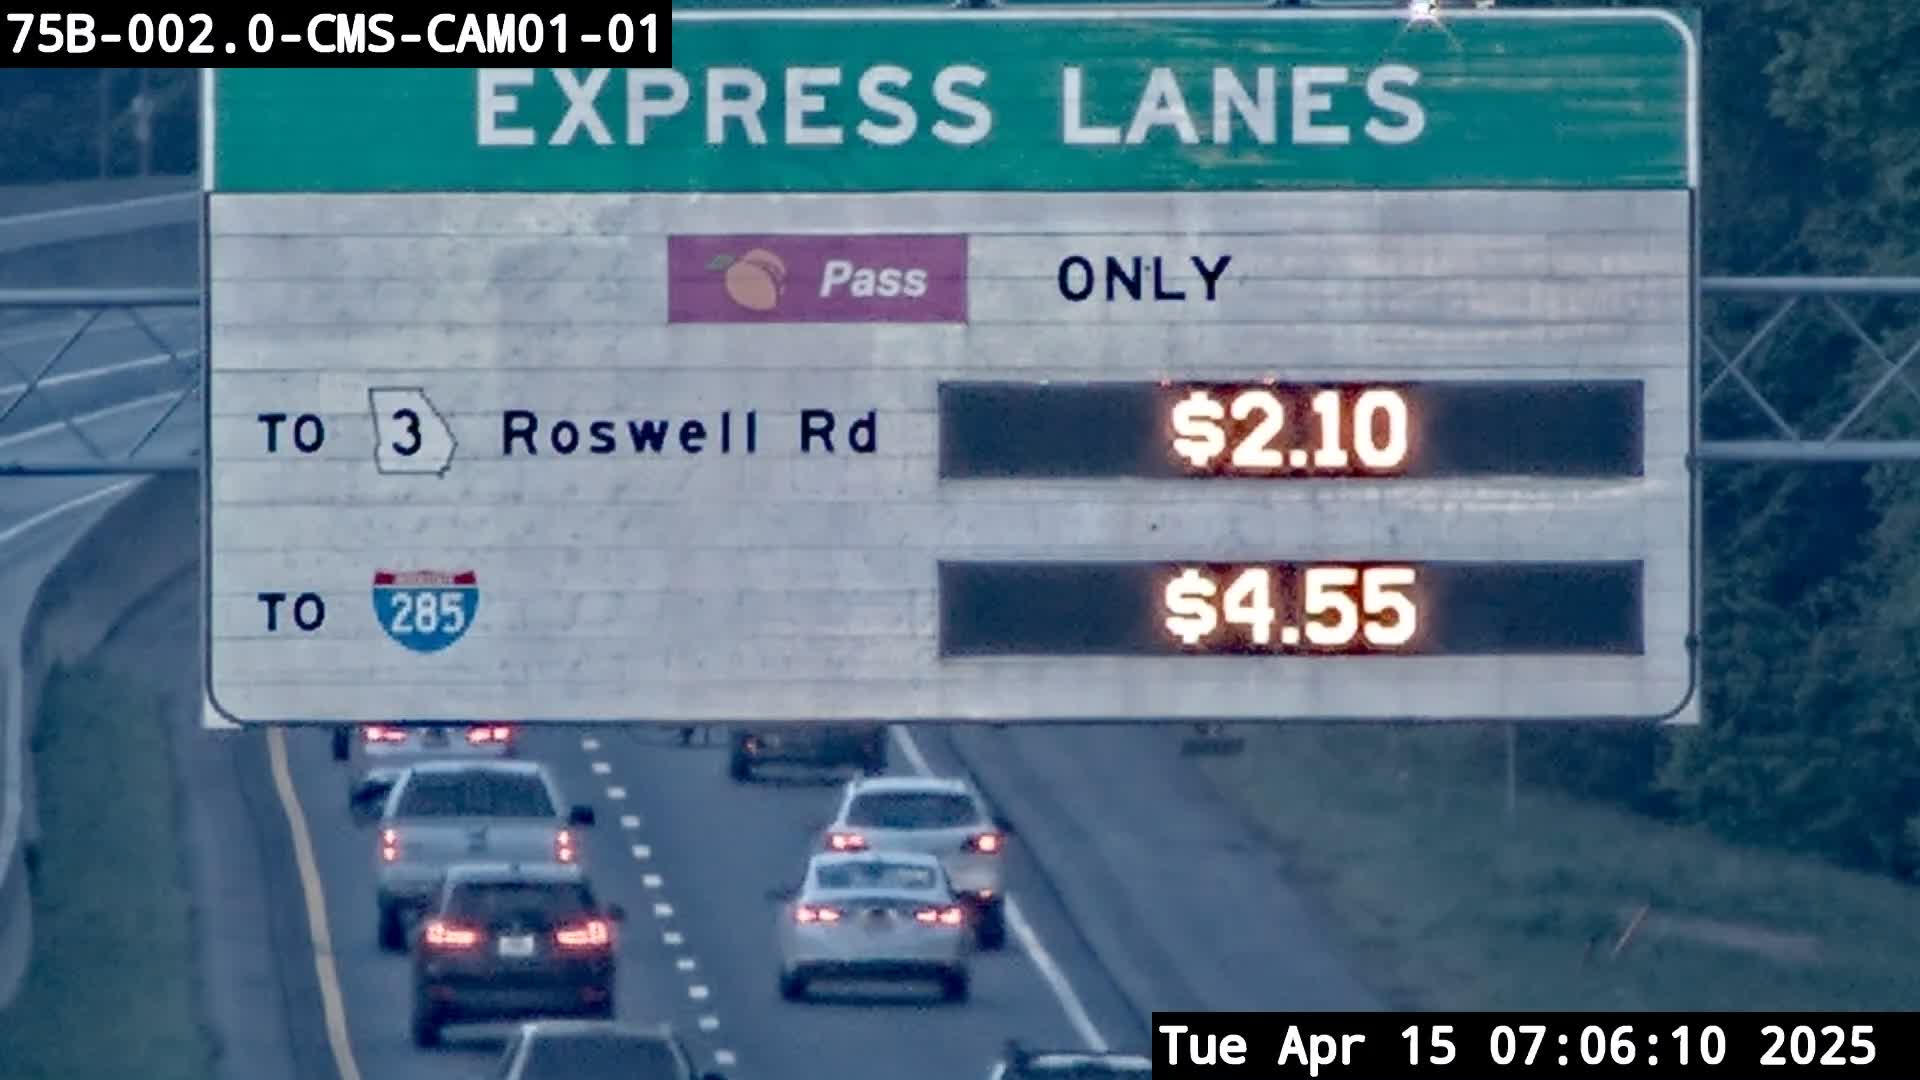 75B-002.0-CMS-CAM01-01
EXPRESS LANES
Pass ONLY
TO 3 Roswell Rd $2.10
TO 285 $4.55
Tue Apr 15 07:06:10 2025